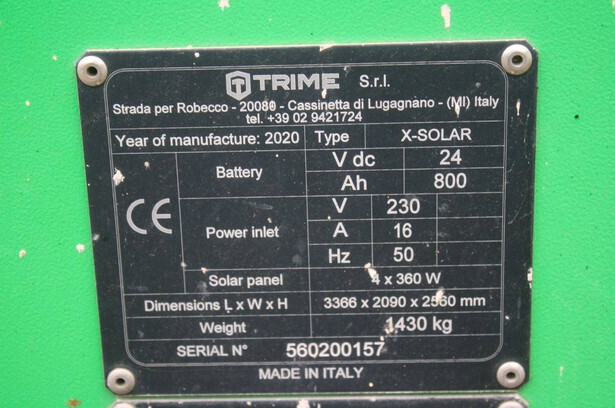 TRIME S.r.l.
Strada per Robecco - 20080 - Cassinetta di Lugagnano - (MI) Italy
tel. +39 02 9421724
Year of manufacture: 2020 Type X-SOLAR
CE
Battery
V dc 24
Ah 800
Power inlet
V 230
A 16
Hz 50
Solar panel 4 x 360 W
Dimensions L x W x H 3366 x 2090 x 2560 mm
Weight 1430 kg
SERIAL N° 560200157
MADE IN ITALY